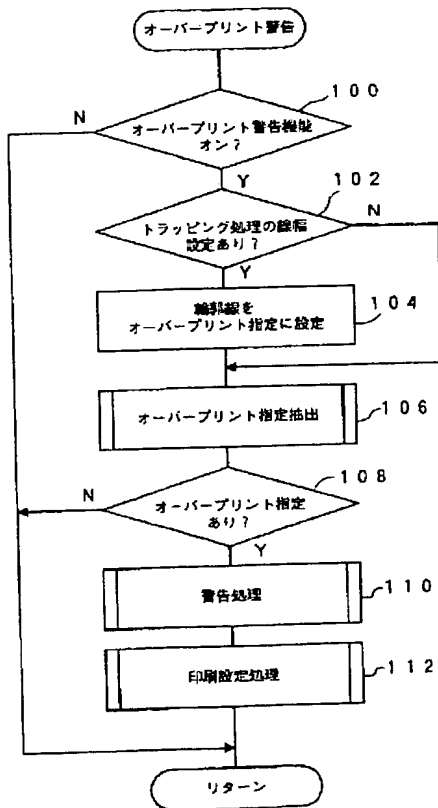 オーバープリント警告
100
N
オーバープリント警告機能
オン？
Y
102
トラッピング処理の線幅
設定あり？
N
Y
輪郭線を
オーバープリント指定に設定
104
オーバープリント指定抽出
106
108
N
オーバープリント指定
あり？
Y
警告処理
110
印刷設定処理
112
リターン